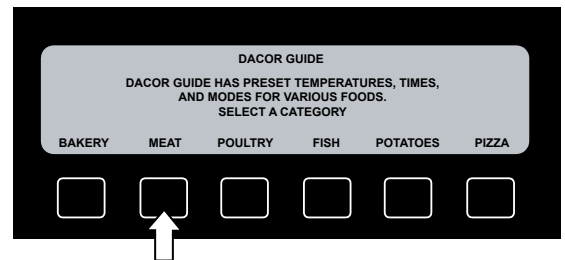 DACOR GUIDE
DACOR GUIDE HAS PRESET TEMPERATURES, TIMES,
AND MODES FOR VARIOUS FOODS.
SELECT A CATEGORY
BAKERY MEAT POULTRY FISH POTATOES PIZZA